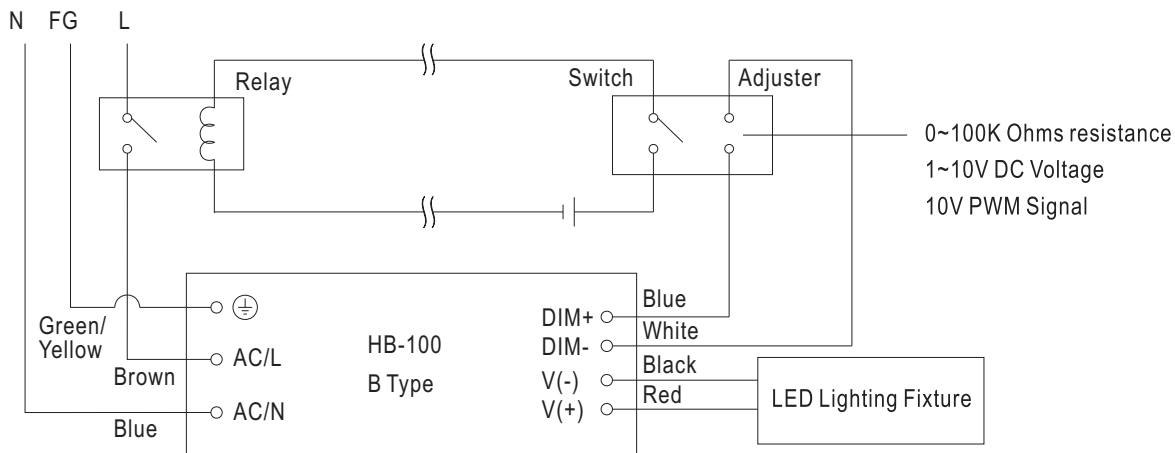 N FG L
Relay
Switch
Adjuster
0~100K Ohms resistance
1~10V DC Voltage
10V PWM Signal
Green/
Yellow
Brown
AC/L
Blue
AC/N
HB-100
B Type
DIM+
Blue
DIM-
White
V(-)
Black
V(+)
Red
LED Lighting Fixture